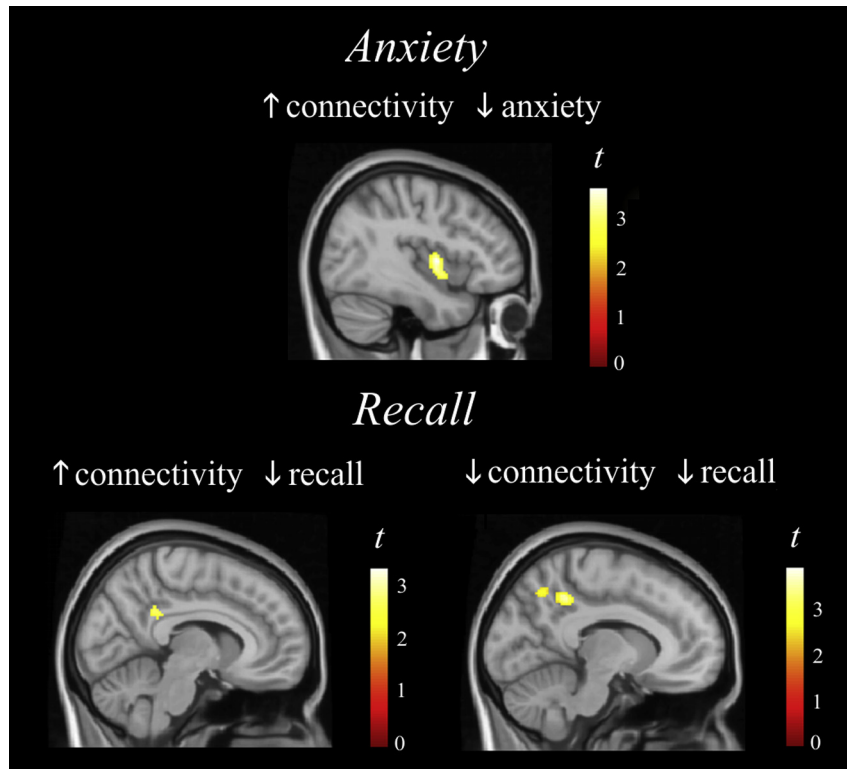 Anxiety
↑connectivity ↓anxiety
t
3
2
1
0
Recall
↑connectivity ↓recall
t
3
2
1
0
↓connectivity ↓recall
t
3
2
1
0